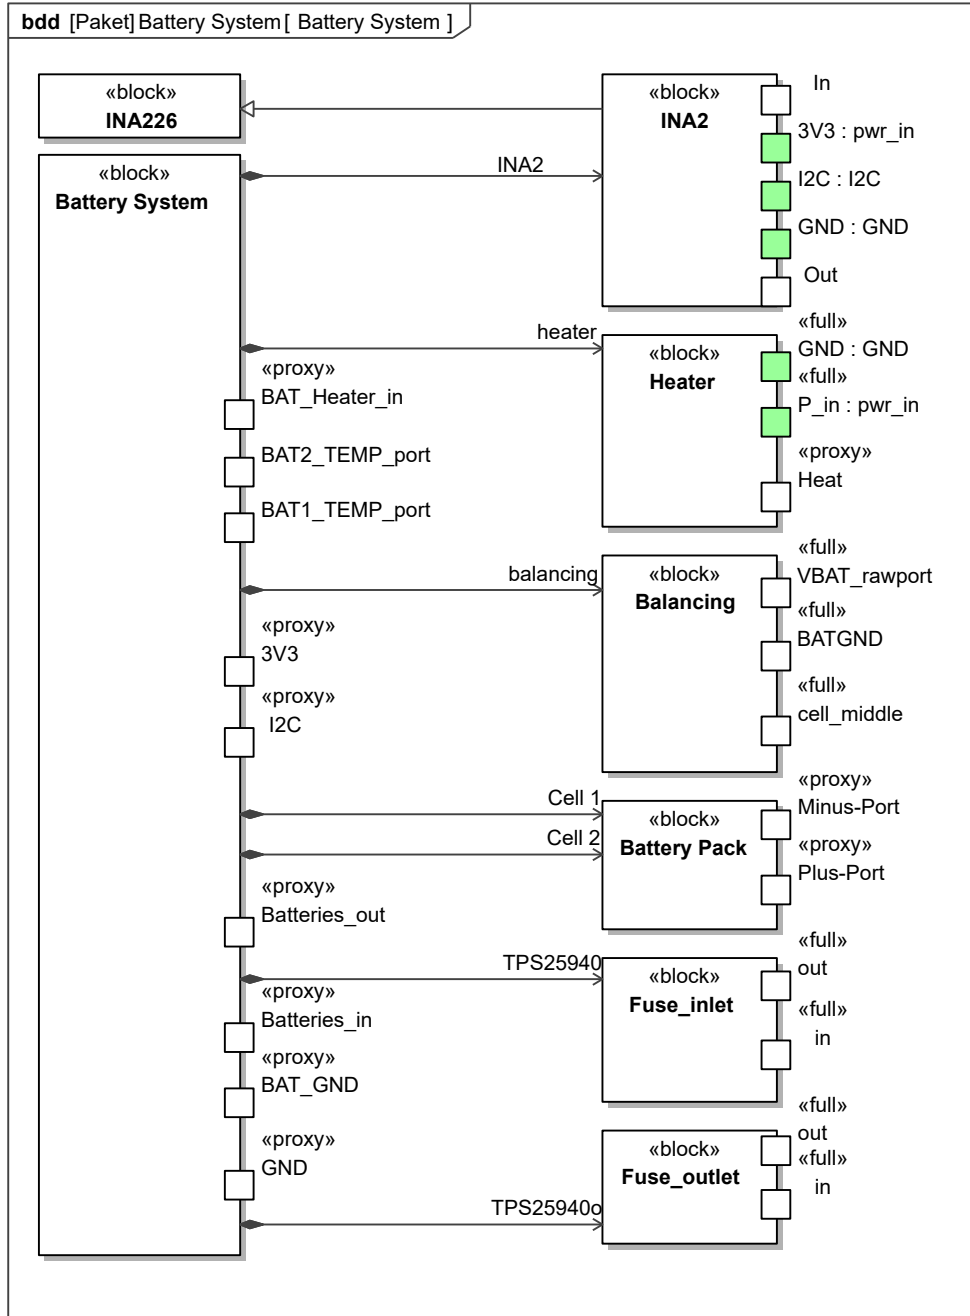 bdd [Paket] Battery System [ Battery System ]
«block»
INA226
«block»
Battery System
«proxy»
BAT_Heater_in
BAT2_TEMP_port
BAT1_TEMP_port
«proxy»
3V3
«proxy»
I2C
«proxy»
Batteries_out
«proxy»
Batteries_in
«proxy»
BAT_GND
«proxy»
GND
INA2
heater
balancing
Cell 1
Cell 2
TPS25940
TPS25940o
«block»
INA2
In
3V3 : pwr_in
I2C : I2C
GND : GND
Out
«block»
Heater
«full»
GND : GND
«full»
P_in : pwr_in
«proxy»
Heat
«block»
Balancing
«full»
VBAT_rawport
«full»
BATGND
«full»
cell_middle
«block»
Battery Pack
«proxy»
Minus-Port
«proxy»
Plus-Port
«block»
Fuse_inlet
«full»
out
«full»
in
«block»
Fuse_outlet
«full»
out
«full»
in